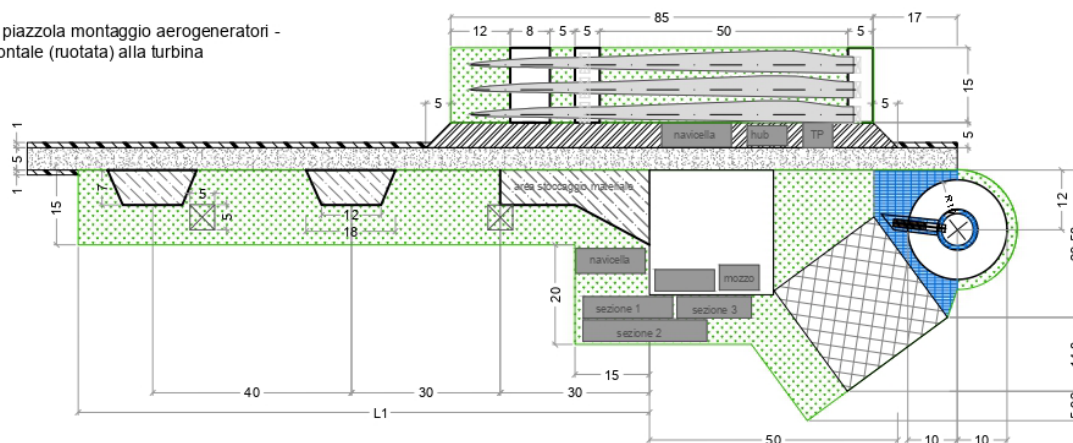 piazzola montaggio aerogeneratori -
ontale (ruotata) alla turbina
85
17
12
8
5
5
50
5
15
5
5
5
navicella
hub
TP
1
5
1
7
15
5
5
12
18
area stoccaggio materiale
12
navicella
mozzo
sezione 1
sezione 3
sezione 2
20
15
40
30
30
L1
50
10
10